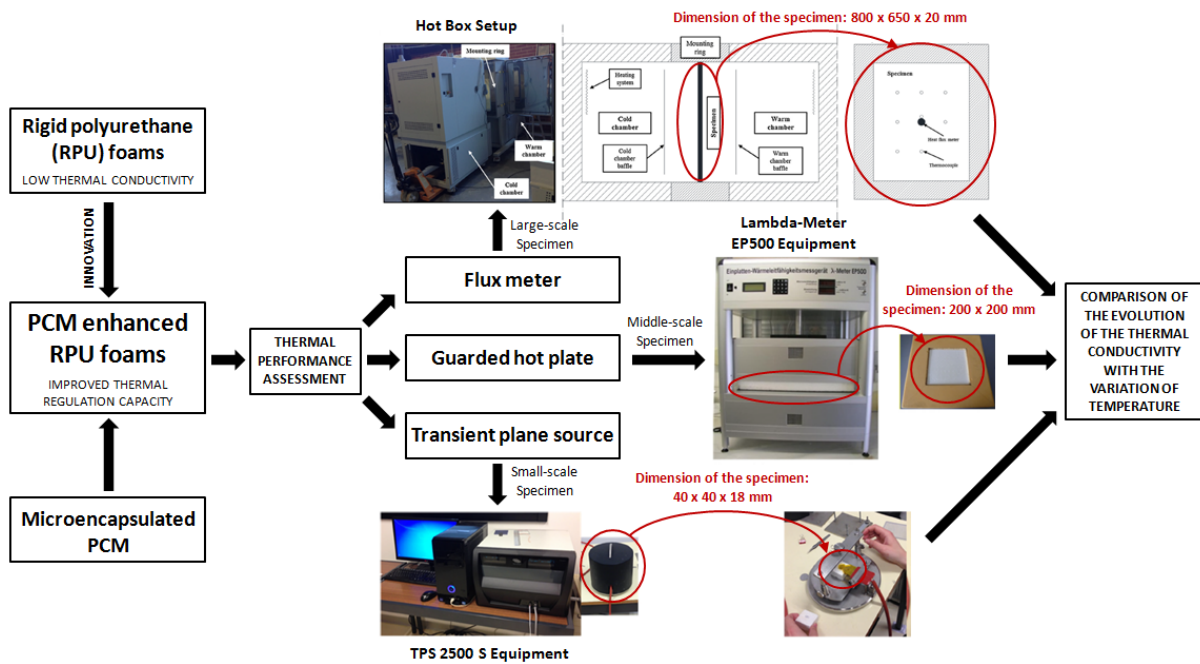 Hot Box Setup
Dimension of the specimen: 800 x 650 x 20 mm
Mounting ring
Warm
chamber
Cold
chamber
Mounting
ring
Heating
system
Cold
chamber
Cold
chamber
baffle
Specimen
Warm
chamber
Warm
chamber
baffle
Specimen
Heat flux meter
Thermocouple
Rigid polyurethane
(RPU) foams
LOW THERMAL CONDUCTIVITY
INNOVATION
PCM enhanced
RPU foams
IMPROVED THERMAL
REGULATION CAPACITY
Microencapsulated
PCM
THERMAL
PERFORMANCE
ASSESSMENT
Large-scale
Specimen
Flux meter
Guarded hot plate
Transient plane source
Middle-scale
Specimen
Small-scale
Specimen
Lambda-Meter
EP500 Equipment
Einplatten-Wärmeleitfähigkeitsmessgerät λ-Meter EP500
Dimension of the
specimen: 200 x 200 mm
Dimension of the specimen:
40 x 40 x 18 mm
TPS 2500 S Equipment
COMPARISON OF
THE EVOLUTION
OF THE THERMAL
CONDUCTIVITY
WITH THE
VARIATION OF
TEMPERATURE